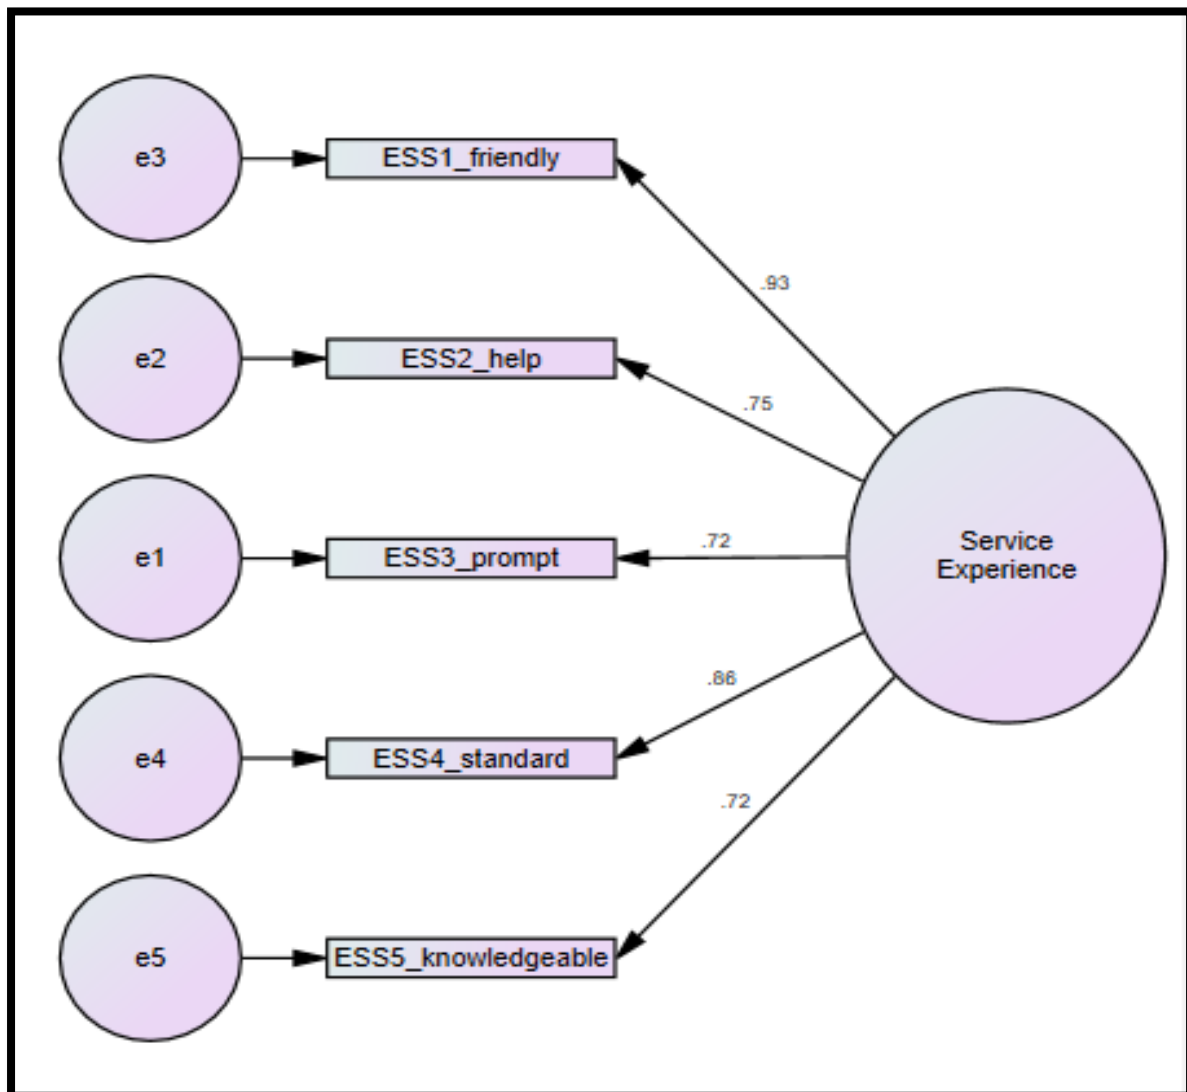 e3
ESS1_friendly
.93
e2
ESS2_help
.75
e1
ESS3_prompt
.72
Service
Experience
e4
ESS4_standard
.86
e5
ESS5_knowledgeable
.72